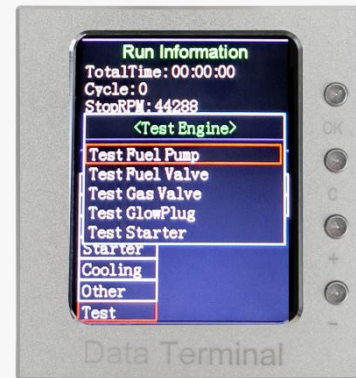 Run Information
TotalTime:00:00:00
Cycle:0
StopRPM:44288
<Test Engine>
Test Fuel Pump
Test Fuel Valve
Test Gas Valve
Test GlowPlug
Test Starter
Starter
Cooling
Other
Test
OK
C
+
-
Data Terminal